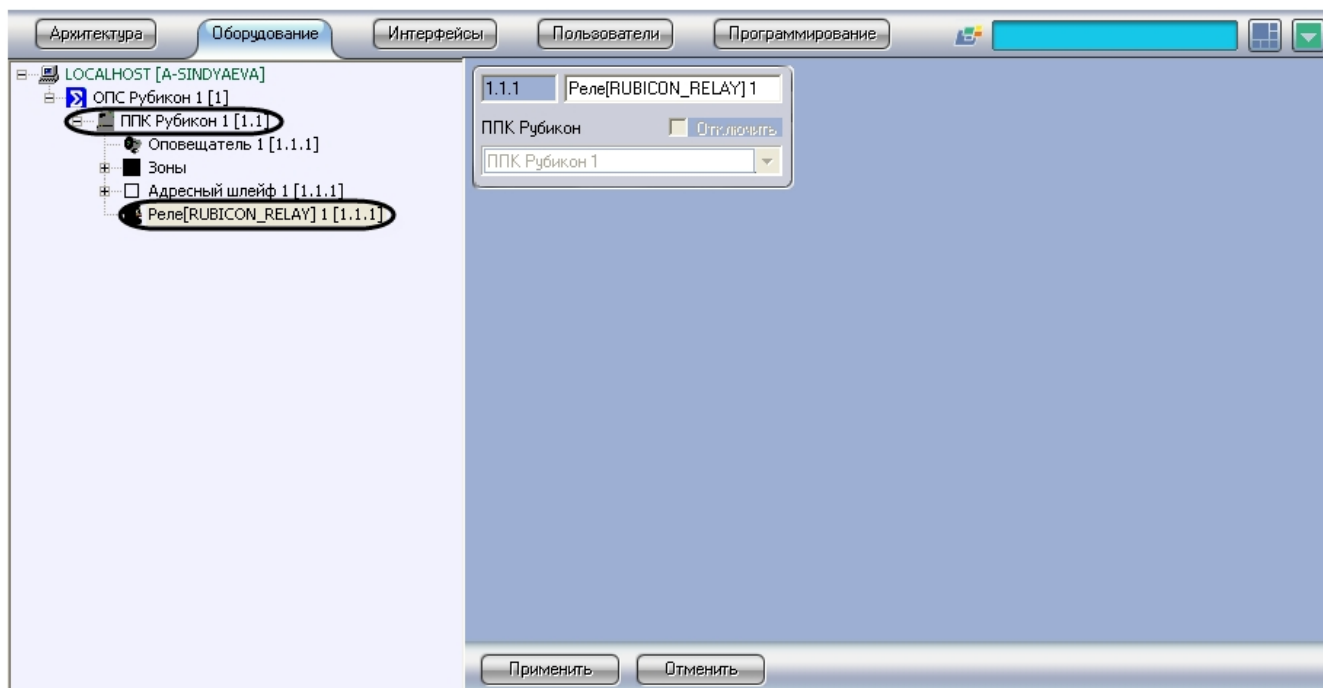 Архитектура Оборудование Интерфейсы Пользователи Программирование
LOCALHOST [A-SINDYAEVA]
ОПС Рубикон 1 [1]
ППК Рубикон 1 [1.1]
Оповещатель 1 [1.1.1]
Зоны
Адресный шлейф 1 [1.1.1]
Реле[RUBICON_RELAY] 1 [1.1.1]
1.1.1 Реле[RUBICON_RELAY] 1
ППК Рубикон Отключить
ППК Рубикон 1
Применить Отменить